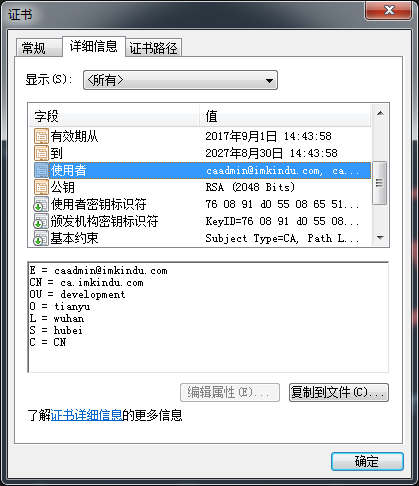 证书
常规 详细信息 证书路径
显示(S): <所有>
字段 值
有效期从 2017年9月1日 14:43:58
到 2027年8月30日 14:43:58
使用者 caadmin@imkindu.com, ca...
公钥 RSA (2048 Bits)
使用者密钥标识符 76 08 91 d0 55 08 65 51...
颁发机构密钥标识符 KeyID=76 08 91 d0 55 08...
基本约束 Subject Type=CA, Path L...
E = caadmin@imkindu.com
CN = ca.imkindu.com
OU = development
O = tianyu
L = wuhan
S = hubei
C = CN
编辑属性(E)... 复制到文件(C)...
了解证书详细信息的更多信息
确定